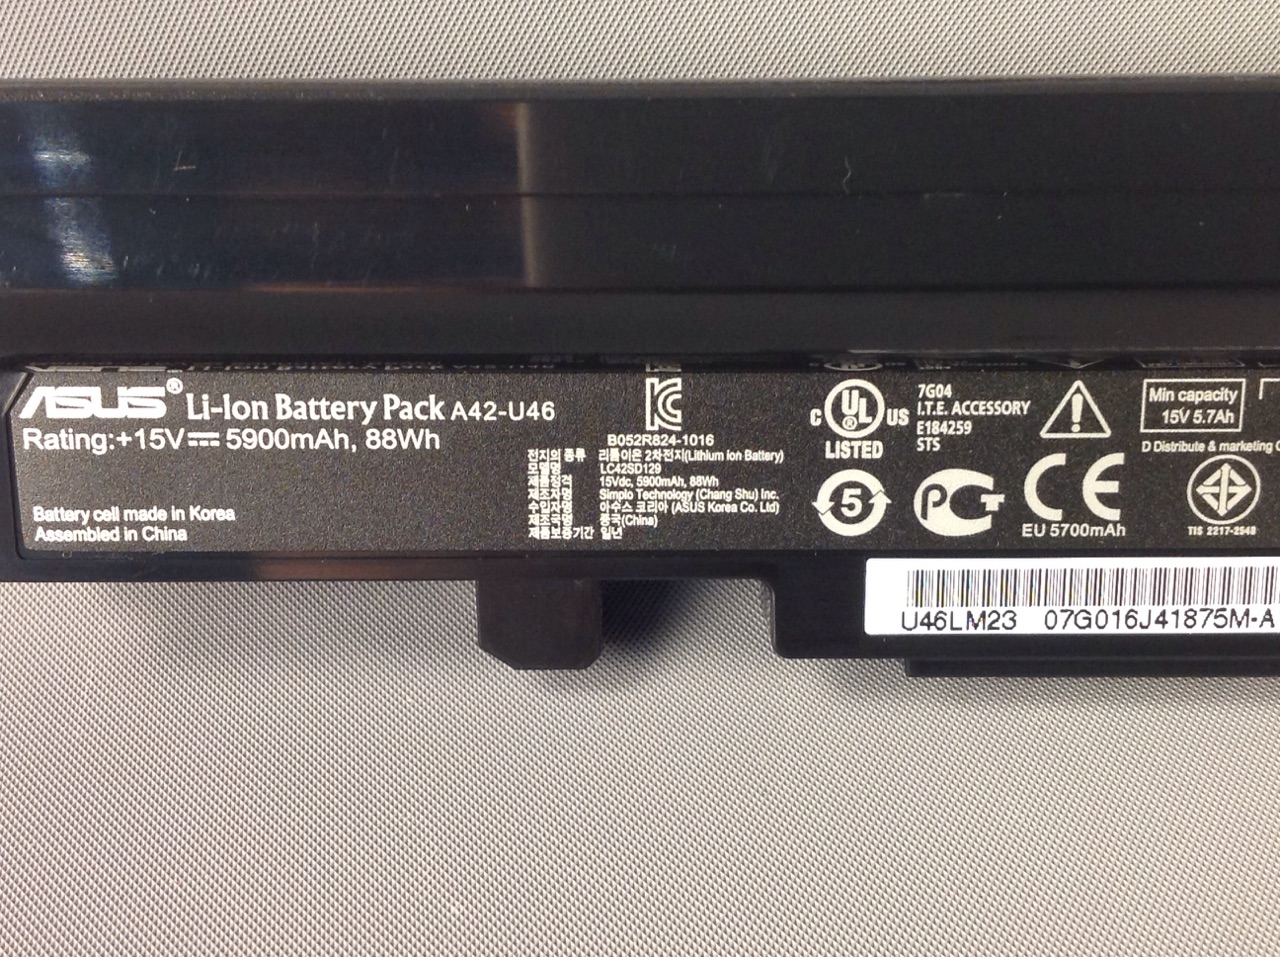 ASUS® Li-Ion Battery Pack A42-U46
Rating:+15V⎓ 5900mAh, 88Wh
Battery cell made in Korea
Assembled in China
B052R824-1016
전지의 종류 리튬이온 2차전지(Lithium Ion Battery)
모델명 LC42SD129
제품정격 15Vdc, 5900mAh, 88Wh
제조자명 Simplo Technology (Chang Shu) Inc.
수입자명 아수스 코리아 (ASUS Korea Co. Ltd)
제조국명 중국(China)
제품보증기간 일년
C UL ® US
LISTED
7G04
I.T.E. ACCESSORY
E184259
STS
5
CE
EU 5700mAh
Min capacity
15V 5.7Ah
D Distribute & marketing
TIS 2217-2548
U46LM23 07G016J41875M-A